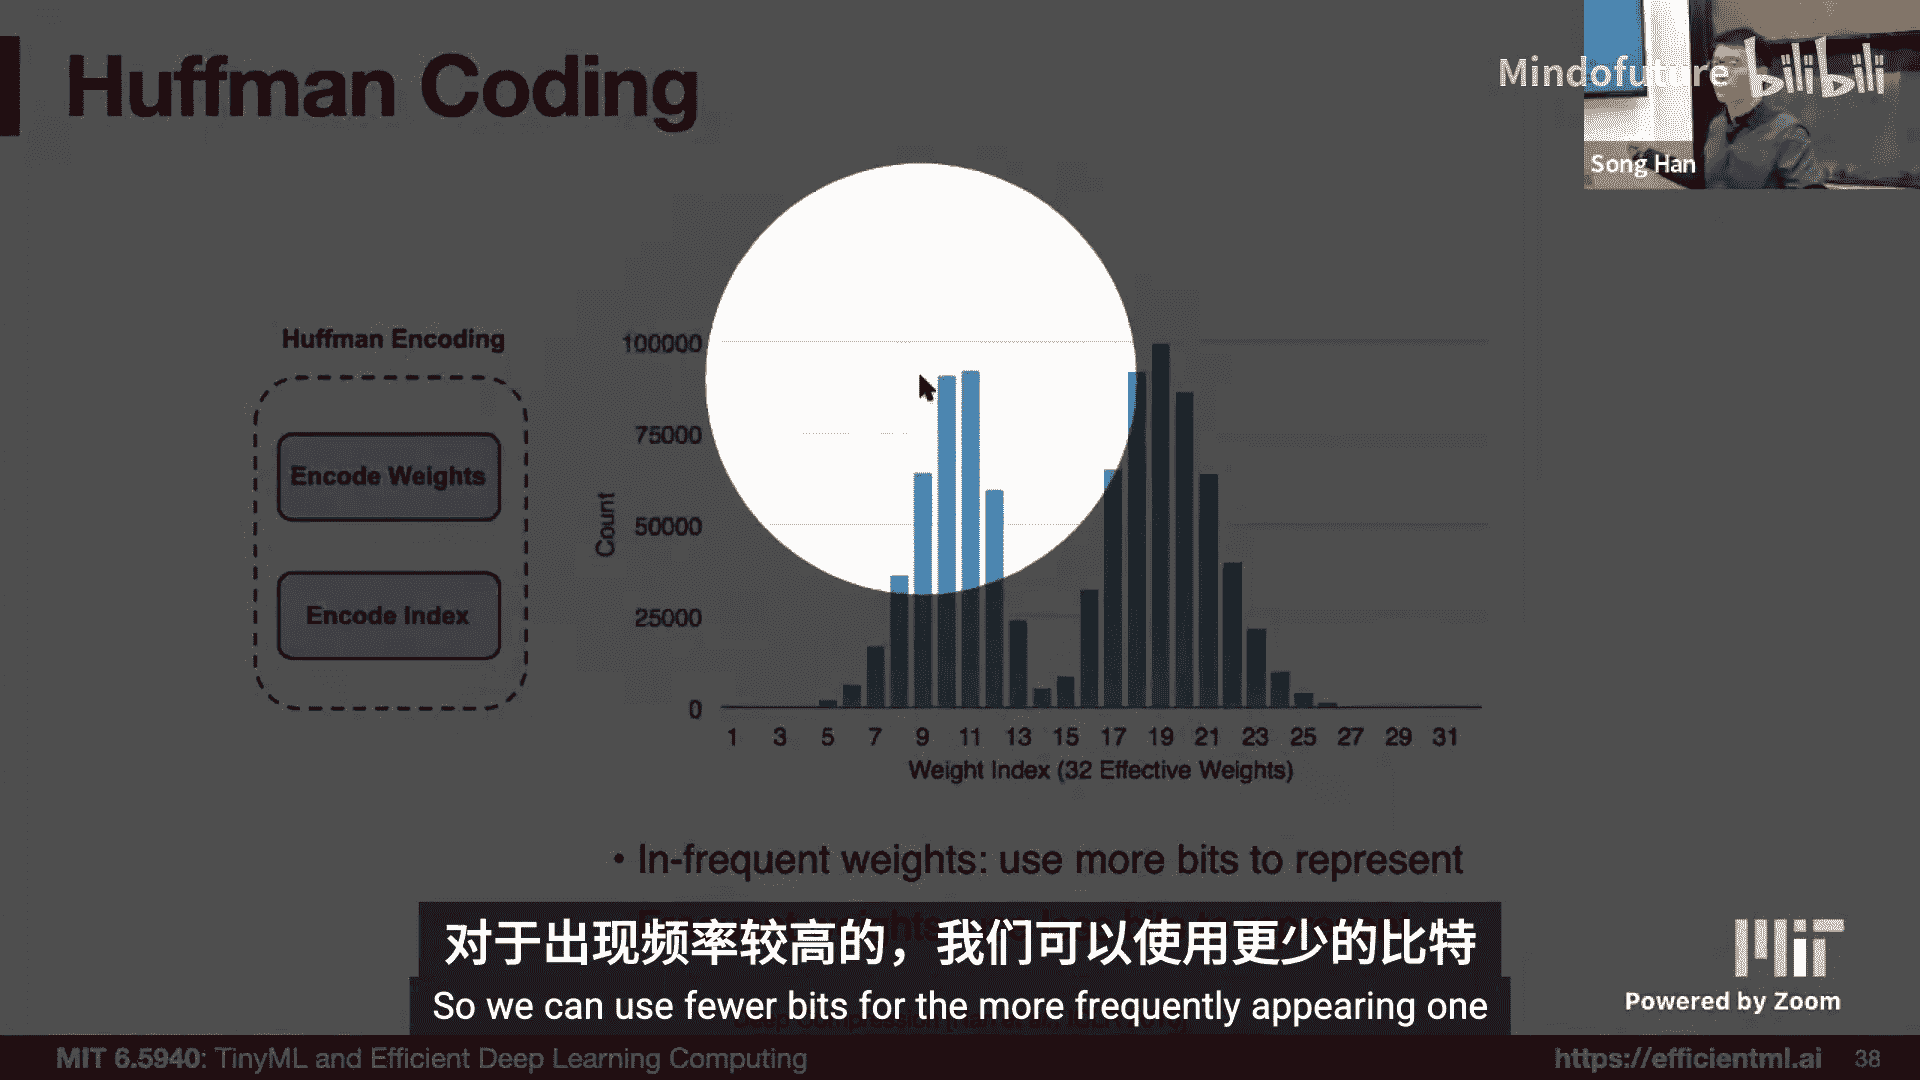 Huffman Coding
Mindofuture bilibili
Song Han
Huffman Encoding
Encode Weights
Encode Index
100000
75000
50000
25000
0
Count
1 3 5 7 9 11 13 15 17 19 21 23 25 27 29 31
Weight Index (32 Effective Weights)
• In-frequent weights: use more bits to represent
对于出现频率较高的，我们可以使用更少的比特
So we can use fewer bits for the more frequently appearing one
MIT
Powered by Zoom
MIT 6.5940: TinyML and Efficient Deep Learning Computing
https://efficientml.ai 38